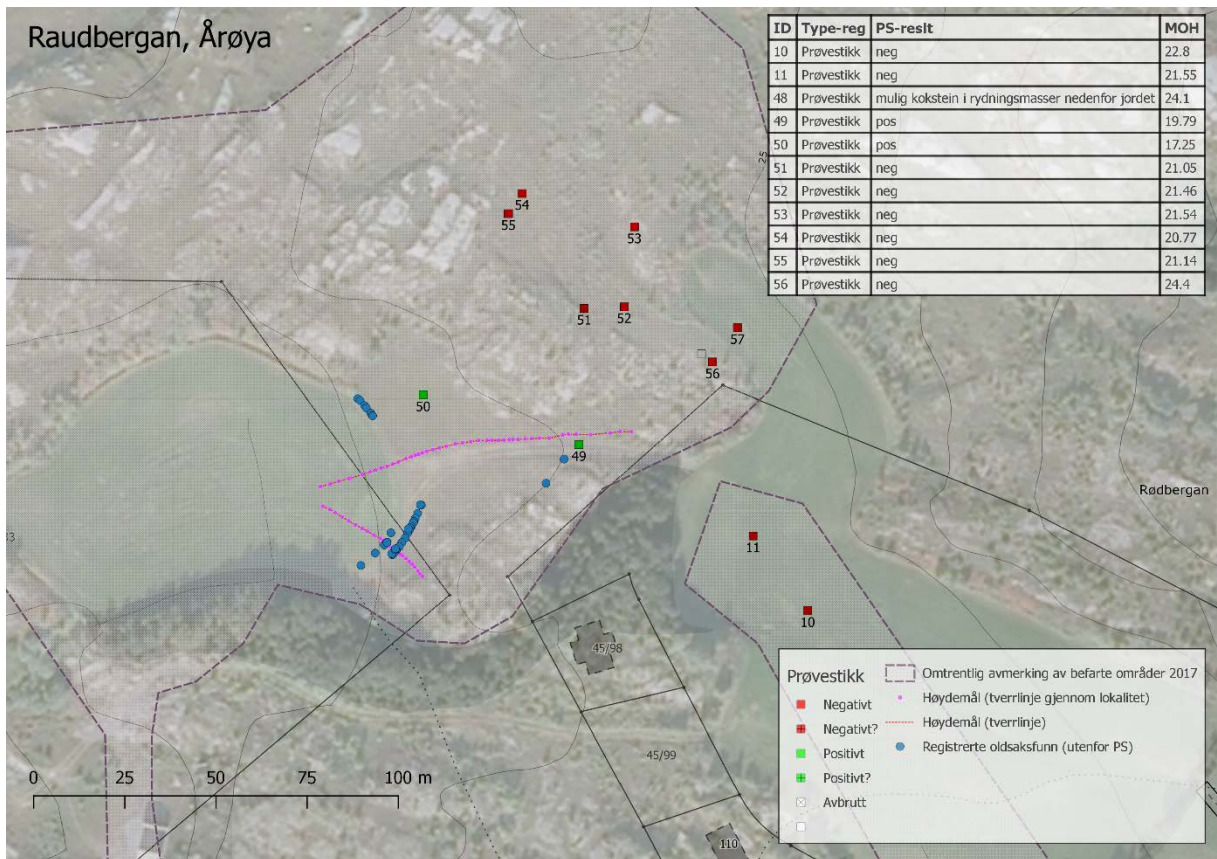 Raudbergan, Årøya
ID Type-reg PS-reslt MOH
10 Prøvestikk neg 22.8
11 Prøvestikk neg 21.55
48 Prøvestikk mulig kokstein i rydningsmasser nedenfor jordet 24.1
49 Prøvestikk pos 19.79
50 Prøvestikk pos 17.25
51 Prøvestikk neg 21.05
52 Prøvestikk neg 21.46
53 Prøvestikk neg 21.54
54 Prøvestikk neg 20.77
55 Prøvestikk neg 21.14
56 Prøvestikk neg 24.4
25
54
55
53
51
52
57
56
50
49
Rødbergan
11
10
45/98
45/99
110
0 25 50 100 m
Prøvestikk
Negativt
Negativt?
Positivt
Positivt?
Avbrutt
Omtrentlig avmerking av befarte områder 2017
Høydemål (tverrlinje gjennom lokalitet)
Høydemål (tverrlinje)
Registrerte oldsaksfunn (utenfor PS)